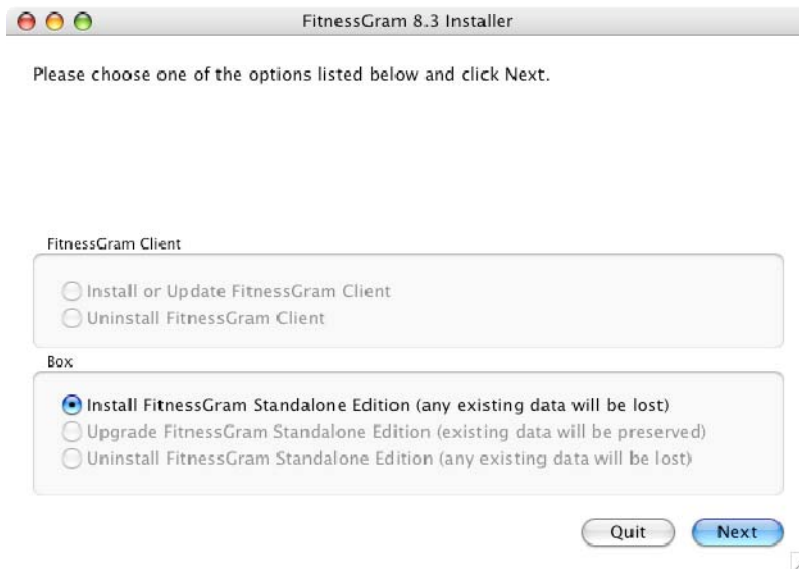 FitnessGram 8.3 Installer
Please choose one of the options listed below and click Next.
FitnessGram Client
Install or Update FitnessGram Client
Uninstall FitnessGram Client
Box
Install FitnessGram Standalone Edition (any existing data will be lost)
Upgrade FitnessGram Standalone Edition (existing data will be preserved)
Uninstall FitnessGram Standalone Edition (any existing data will be lost)
Quit Next